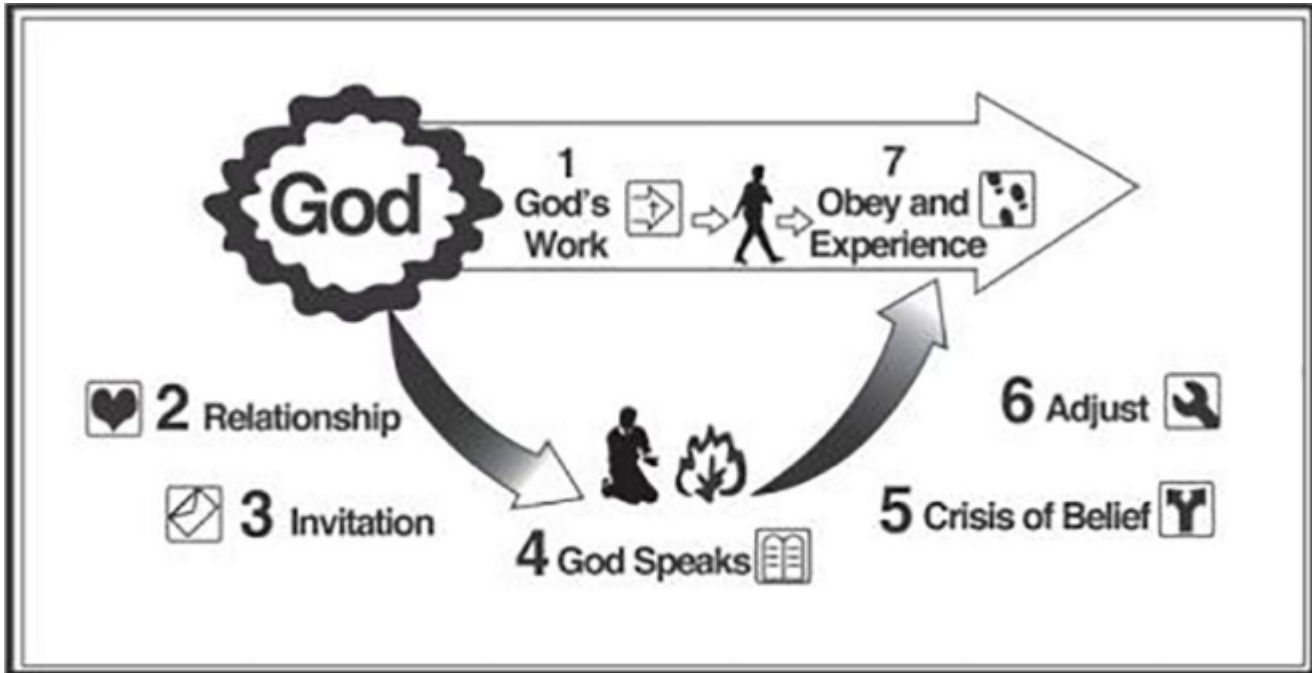 God
1
God's
Work
7
Obey and
Experience
2 Relationship
3 Invitation
4 God Speaks
5 Crisis of Belief
6 Adjust